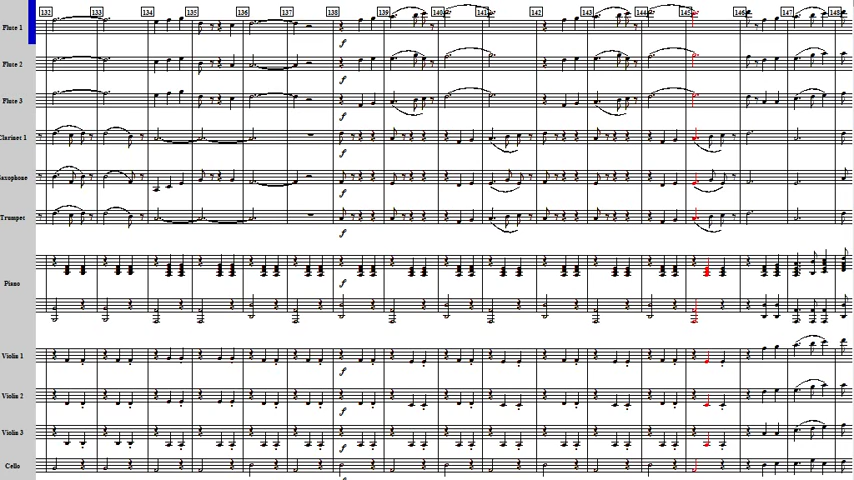 132 133 134 135 136 137 138 139 140 141 142 143 144 145 146 147 148
Flute 1
f
Flute 2
f
Flute 3
f
Clarinet 1
f
Saxophone
f
Trumpet
f
Piano
f
Violin 1
f
Violin 2
f
Violin 3
f
Cello